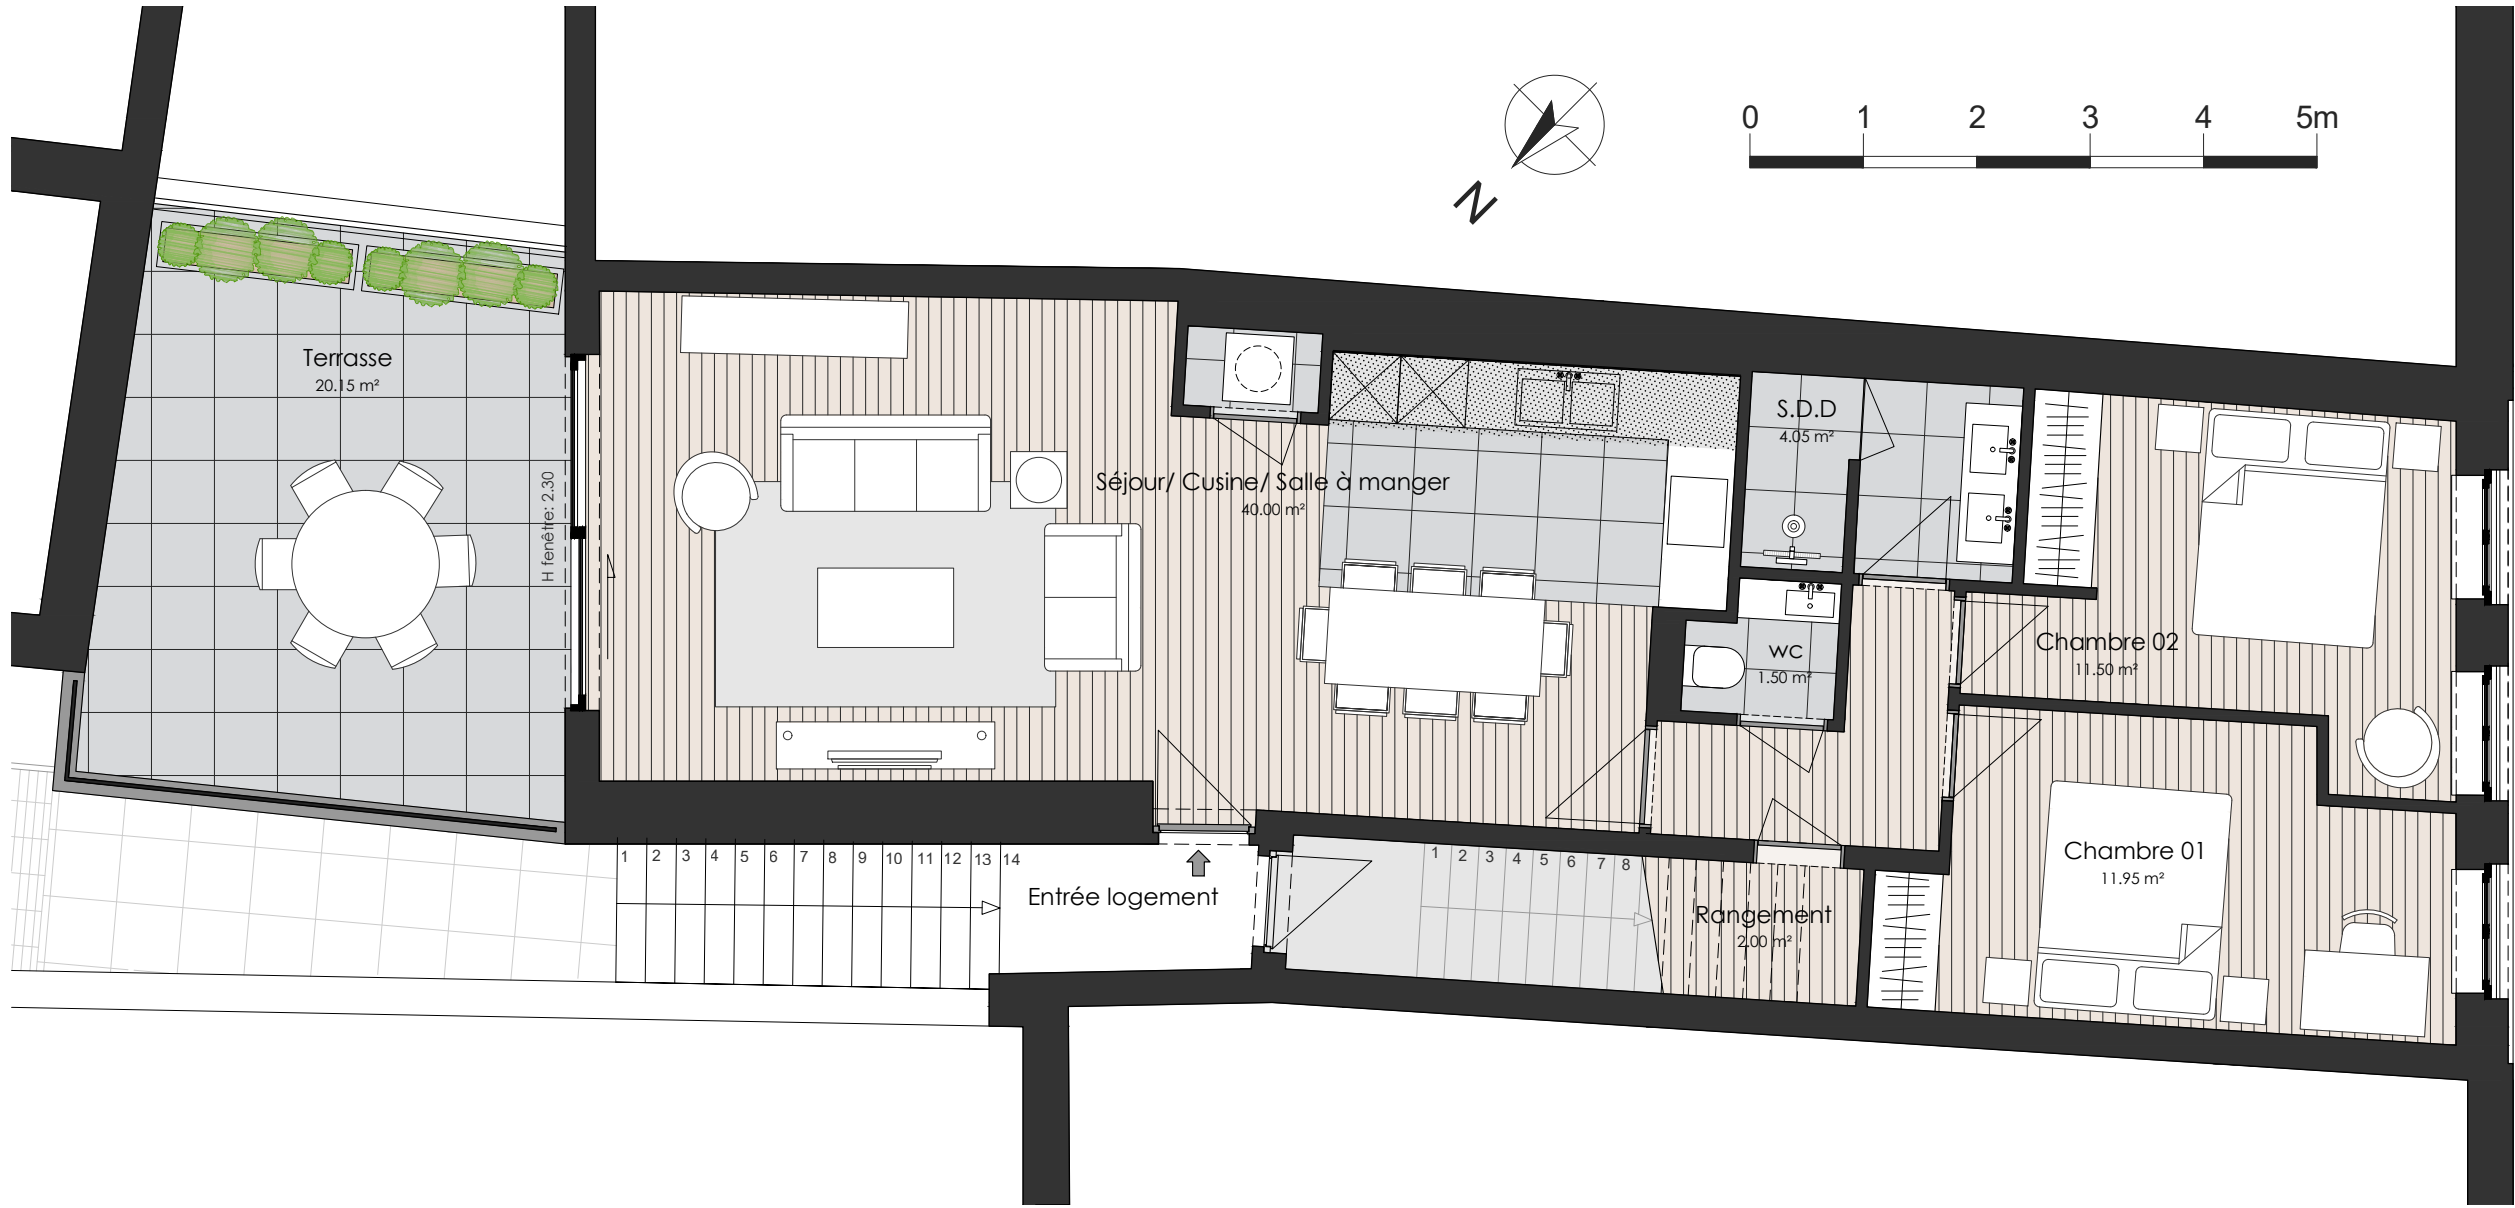 0 1 2 3 4 5m
N
Terrasse
20.15 m²
H fenêtre: 2.30
Séjour/ Cusine/ Salle à manger
40.00 m²
S.D.D
4.05 m²
WC
1.50 m²
Chambre 02
11.50 m²
Chambre 01
11.95 m²
1 2 3 4 5 6 7 8 9 10 11 12 13 14
Entrée logement
1 2 3 4 5 6 7 8
Rangement
2.00 m²